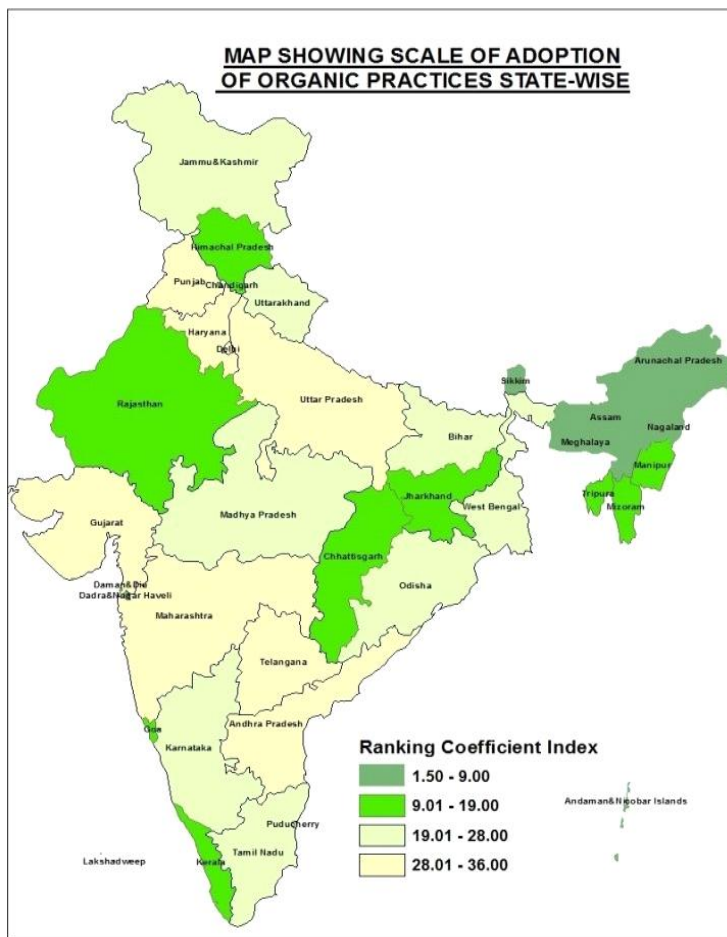 MAP SHOWING SCALE OF ADOPTION
OF ORGANIC PRACTICES STATE-WISE
Jammu&Kashmir
Himachal Pradesh
Punjab
Chandigarh
Uttarakhand
Haryana
Delhi
Arunachal Pradesh
Sikkim
Rajasthan
Uttar Pradesh
Assam
Nagaland
Bihar
Meghalaya
Manipur
Jharkhand
Tripura
Mizoram
West Bengal
Madhya Pradesh
Gujarat
Chhattisgarh
Daman&Diu
Dadra&Nagar Haveli
Odisha
Maharashtra
Telangana
Andhra Pradesh
Goa
Karnataka
Ranking Coefficient Index
1.50 - 9.00
9.01 - 19.00
19.01 - 28.00
28.01 - 36.00
Andaman&Nicobar Islands
Puducherry
Tamil Nadu
Kerala
Lakshadweep